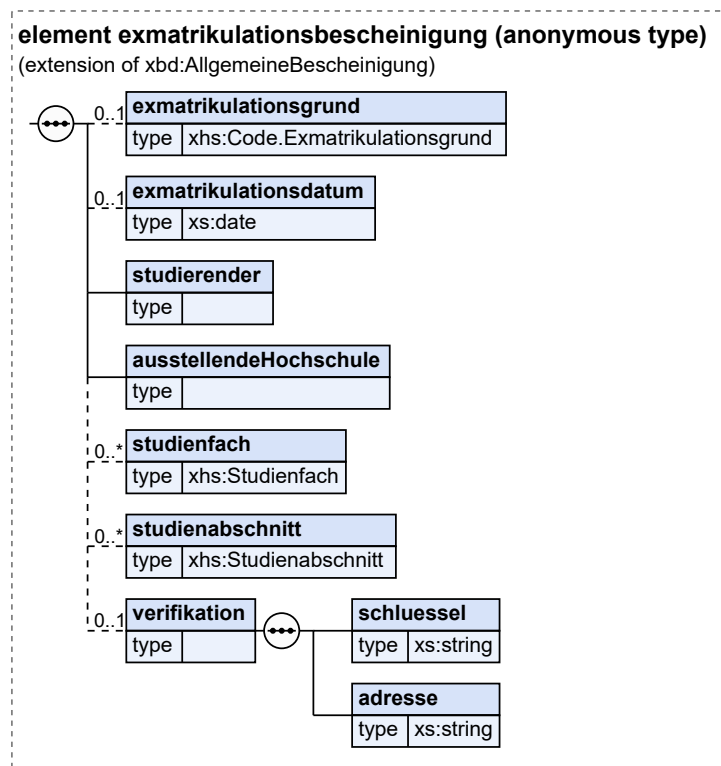 element exmatrikulationsbescheinigung (anonymous type)
(extension of xbd:AllgemeineBescheinigung)
0..1 exmatrikulationsgrund
type xhs:Code.Exmatrikulationsgrund
0..1 exmatrikulationsdatum
type xs:date
studierender
type
ausstellendeHochschule
type
0..* studienfach
type xhs:Studienfach
0..* studienabschnitt
type xhs:Studienabschnitt
0..1 verifikation
type
schluessel
type xs:string
adresse
type xs:string